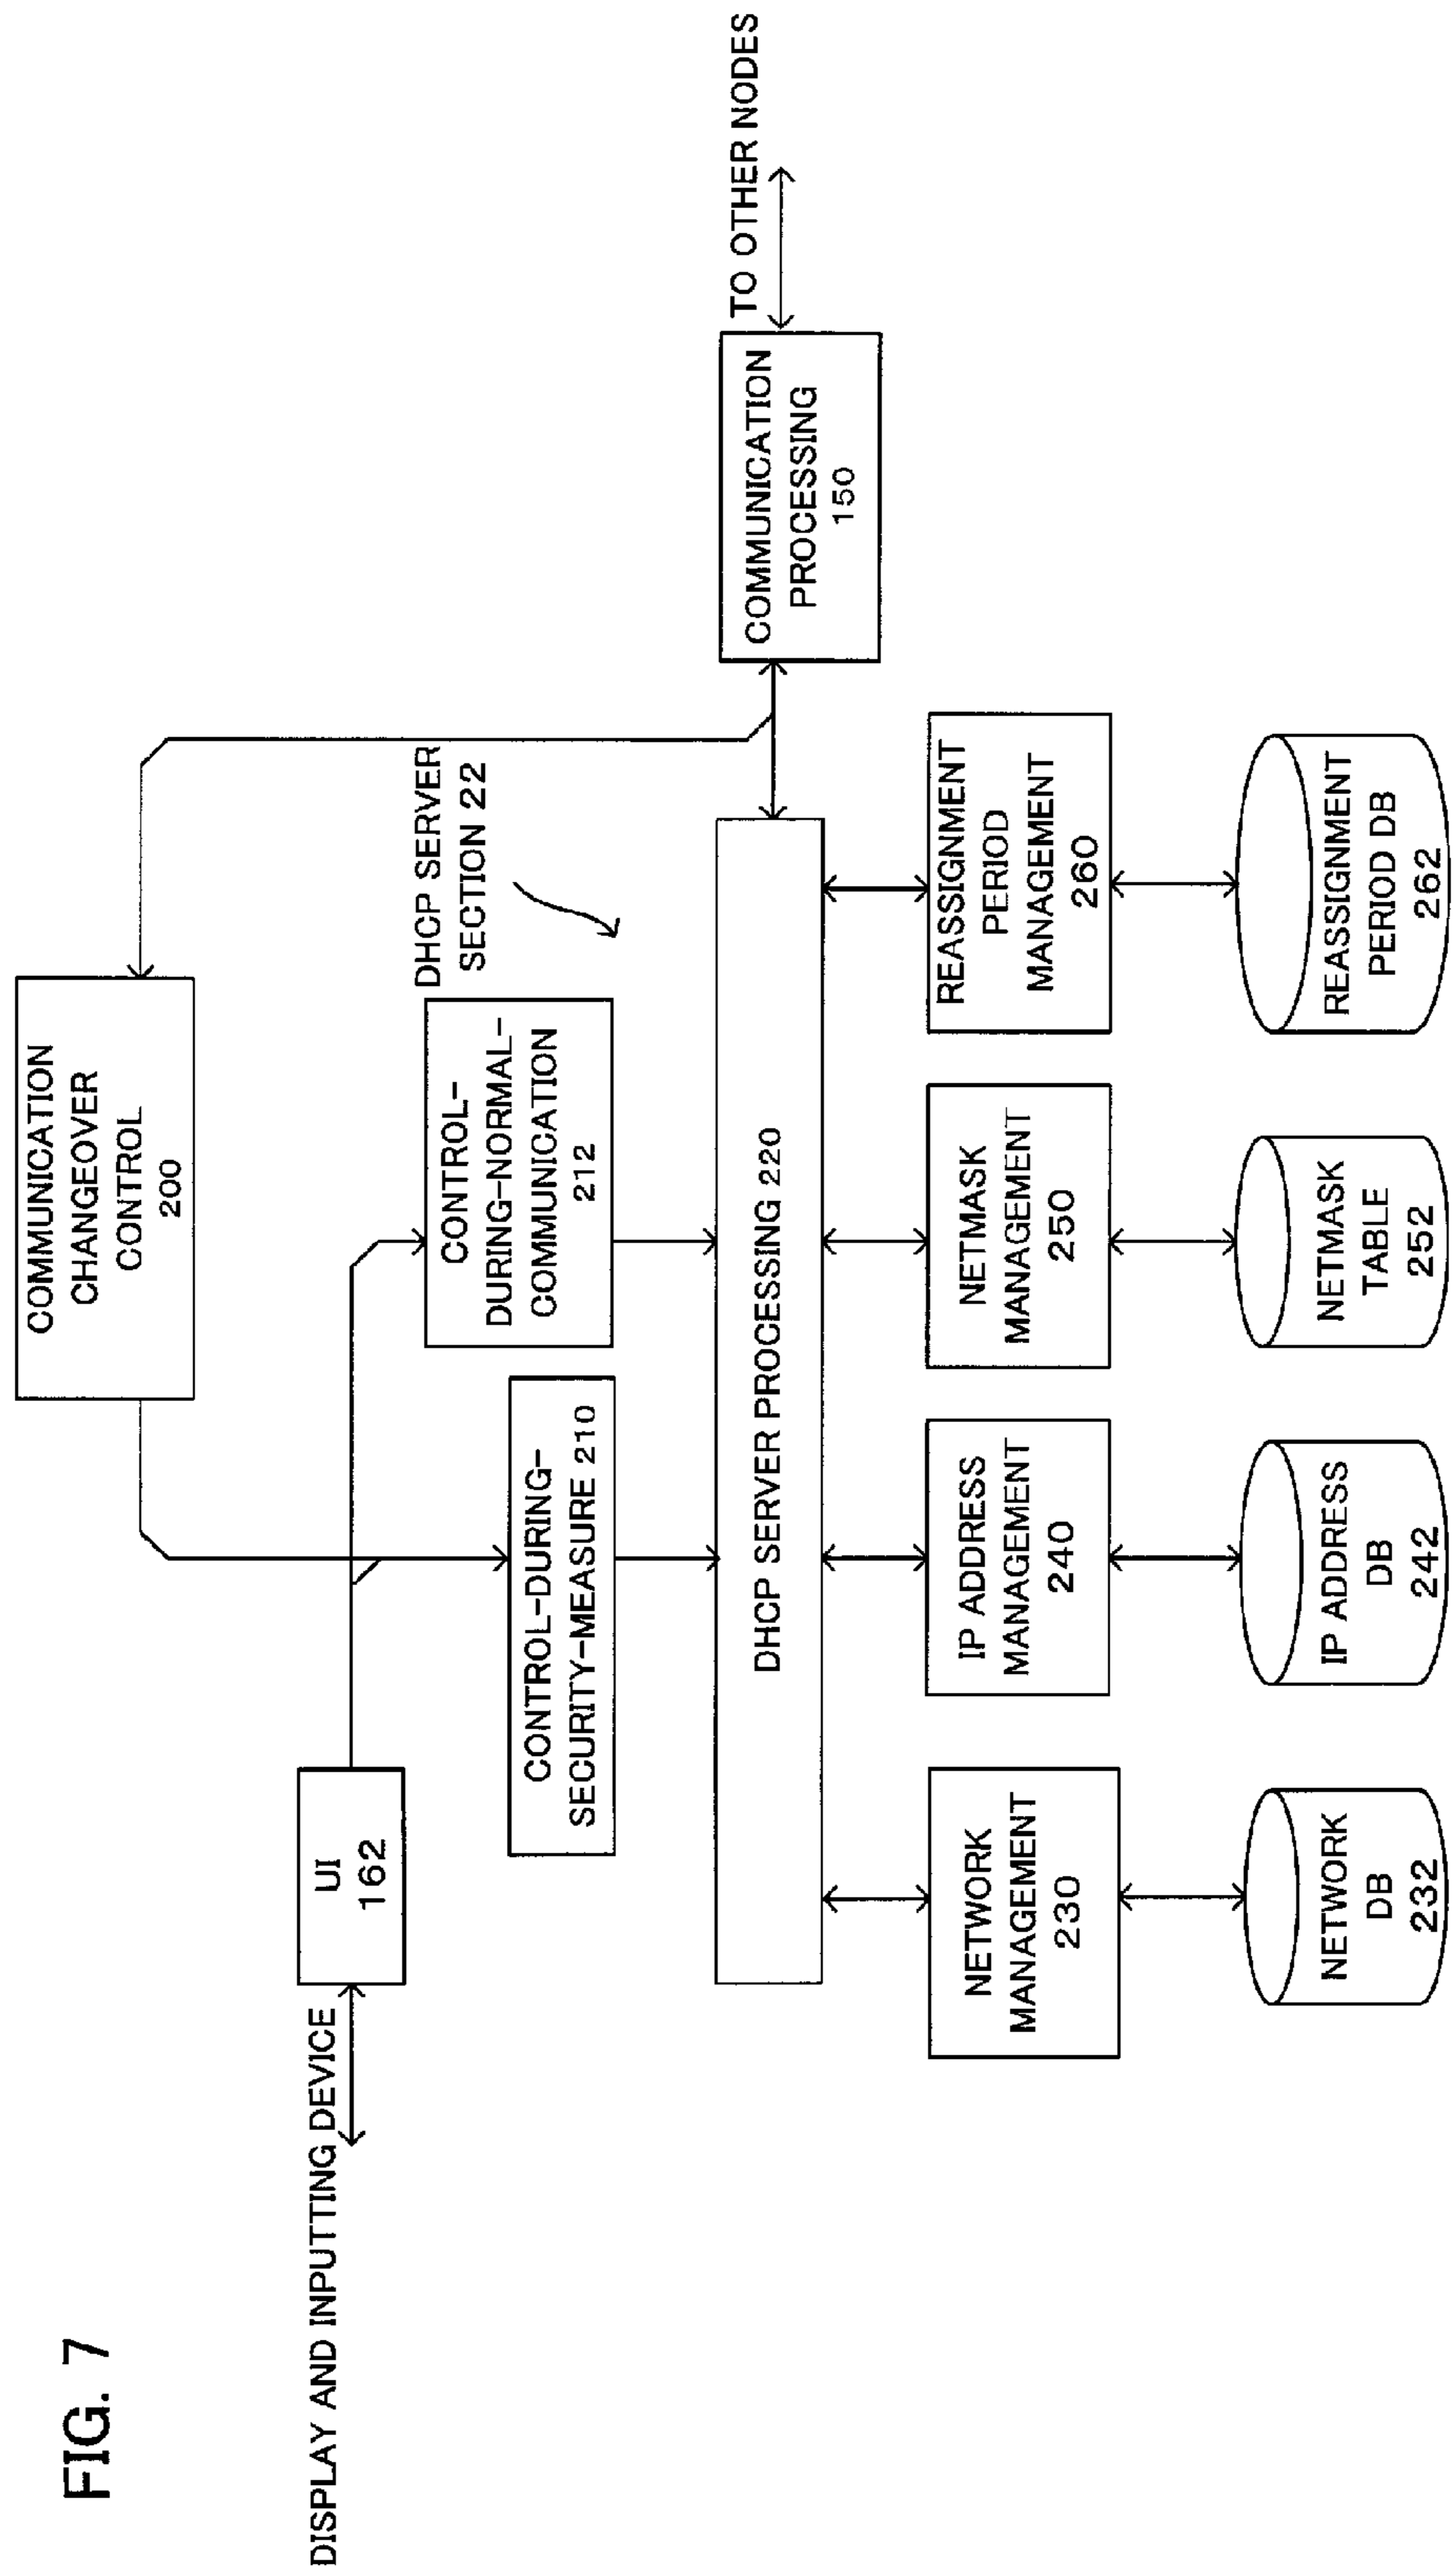 FIG. 7
COMMUNICATION
CHANGEOVER
CONTROL
200
DISPLAY AND INPUTTING DEVICE
UI
162
CONTROL-
DURING-NORMAL-
COMMUNICATION
212
DHCP SERVER
SECTION 22
CONTROL-DURING-
SECURITY-MEASURE 210
DHCP SERVER PROCESSING 220
COMMUNICATION
PROCESSING
150
TO OTHER NODES
NETWORK
MANAGEMENT
230
IP ADDRESS
MANAGEMENT
240
NETMASK
MANAGEMENT
250
REASSIGNMENT
PERIOD
MANAGEMENT
260
NETWORK
DB
232
IP ADDRESS
DB
242
NETMASK
TABLE
252
REASSIGNMENT
PERIOD DB
262